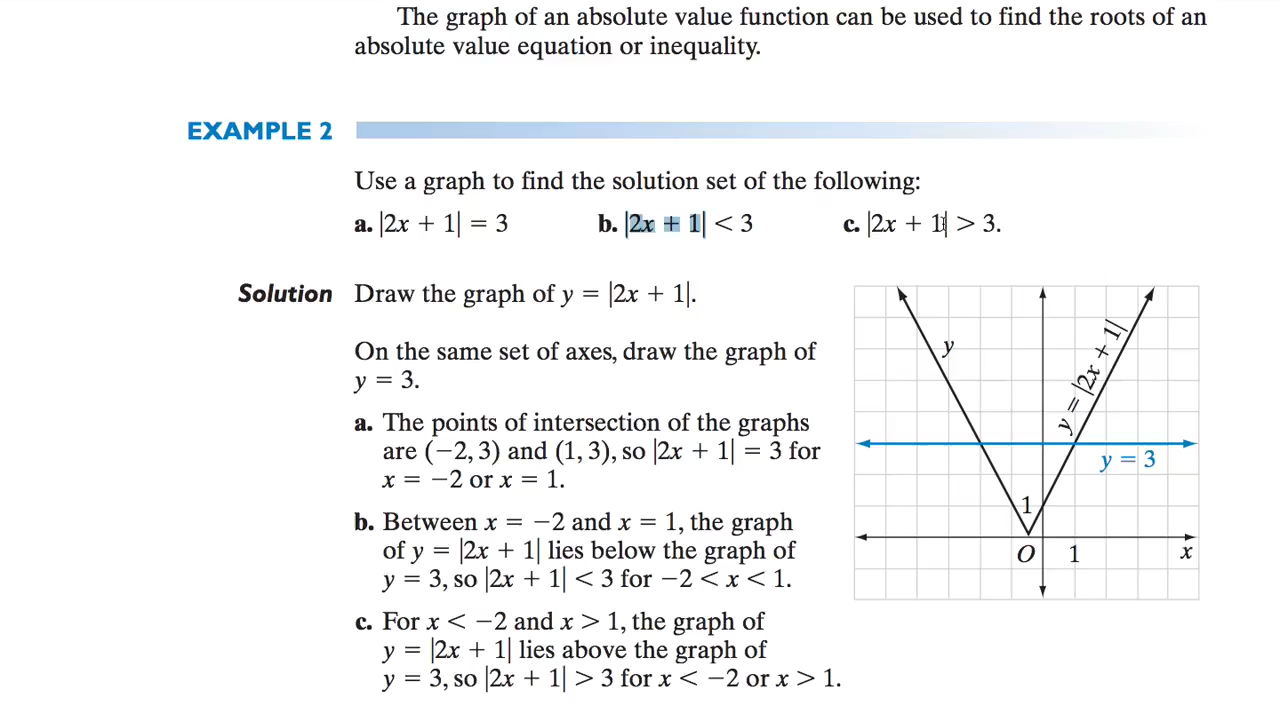 The graph of an absolute value function can be used to find the roots of an
absolute value equation or inequality.
EXAMPLE 2
Use a graph to find the solution set of the following:
a. |2x + 1| = 3 b. |2x + 1| < 3 c. |2x + 1| > 3.
Solution Draw the graph of y = |2x + 1|.
On the same set of axes, draw the graph of
y = 3.
a. The points of intersection of the graphs
are (−2, 3) and (1, 3), so |2x + 1| = 3 for
x = −2 or x = 1.
b. Between x = −2 and x = 1, the graph
of y = |2x + 1| lies below the graph of
y = 3, so |2x + 1| < 3 for −2 < x < 1.
c. For x < −2 and x > 1, the graph of
y = |2x + 1| lies above the graph of
y = 3, so |2x + 1| > 3 for x < −2 or x > 1.
y
y = |2x + 1|
y = 3
1
O 1 x